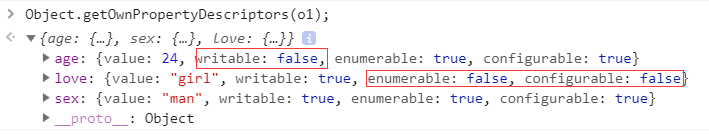 > Object.getOwnPropertyDescriptors(o1);
▼ {age: {…}, sex: {…}, love: {…}} i
▶ age: {value: 24, writable: false, enumerable: true, configurable: true}
▶ love: {value: "girl", writable: true, enumerable: false, configurable: false}
▶ sex: {value: "man", writable: true, enumerable: true, configurable: true}
▶ __proto__: Object